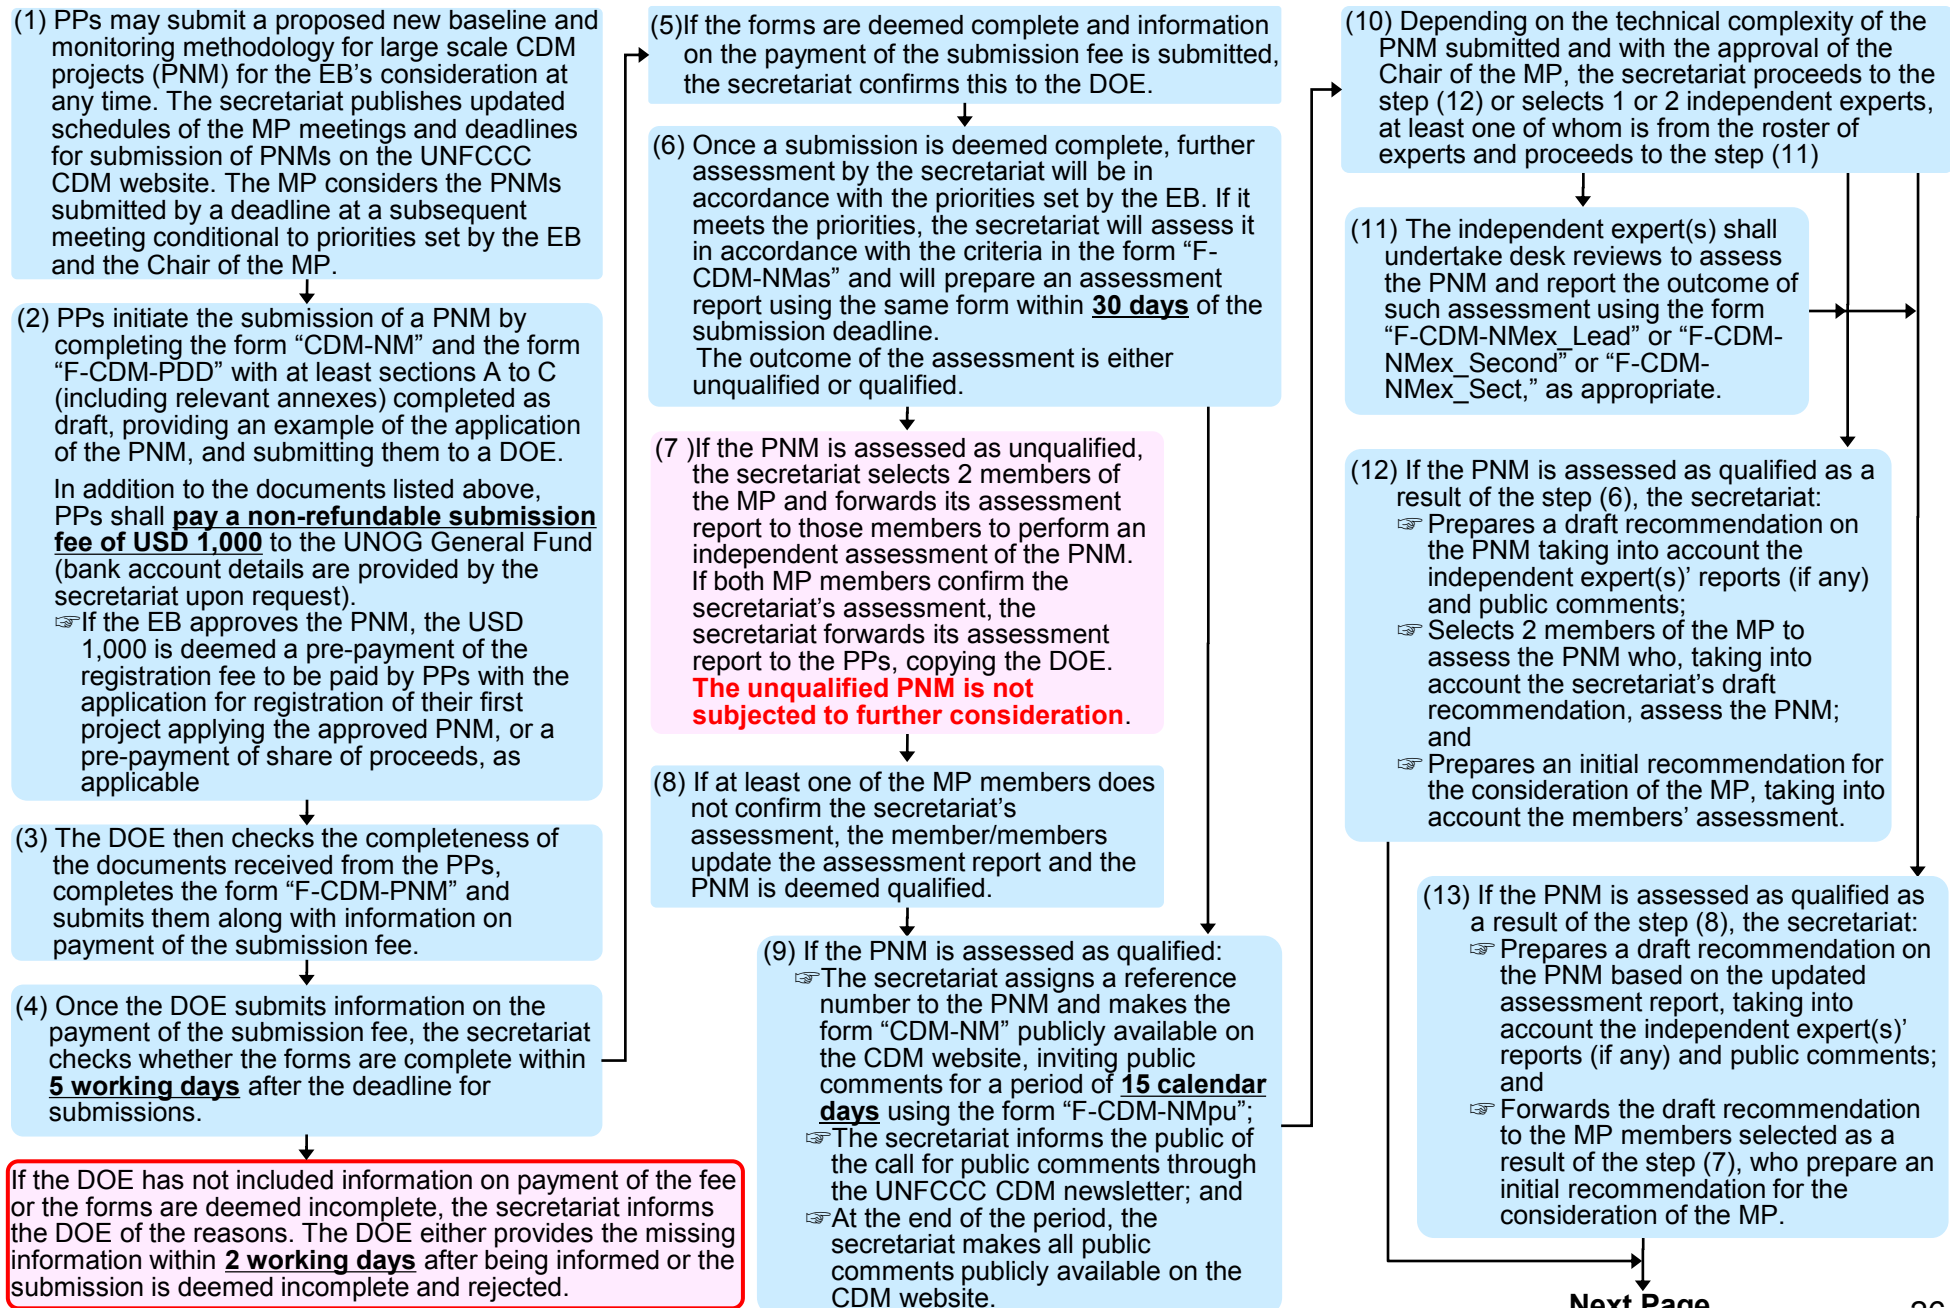 (1) PPs may submit a proposed new baseline and
monitoring methodology for large scale CDM
projects (PNM) for the EB’s consideration at
any time. The secretariat publishes updated
schedules of the MP meetings and deadlines
for submission of PNMs on the UNFCCC
CDM website. The MP considers the PNMs
submitted by a deadline at a subsequent
meeting conditional to priorities set by the EB
and the Chair of the MP.
(2) PPs initiate the submission of a PNM by
completing the form “CDM-NM” and the form
“F-CDM-PDD” with at least sections A to C
(including relevant annexes) completed as
draft, providing an example of the application
of the PNM, and submitting them to a DOE.
In addition to the documents listed above,
PPs shall pay a non-refundable submission
fee of USD 1,000 to the UNOG General Fund
(bank account details are provided by the
secretariat upon request).
☞If the EB approves the PNM, the USD
1,000 is deemed a pre-payment of the
registration fee to be paid by PPs with the
application for registration of their first
project applying the approved PNM, or a
pre-payment of share of proceeds, as
applicable
(3) The DOE then checks the completeness of
the documents received from the PPs,
completes the form “F-CDM-PNM” and
submits them along with information on
payment of the submission fee.
(4) Once the DOE submits information on the
payment of the submission fee, the secretariat
checks whether the forms are complete within
5 working days after the deadline for
submissions.
If the DOE has not included information on payment of the fee
or the forms are deemed incomplete, the secretariat informs
the DOE of the reasons. The DOE either provides the missing
information within 2 working days after being informed or the
submission is deemed incomplete and rejected.
(5)If the forms are deemed complete and information
on the payment of the submission fee is submitted,
the secretariat confirms this to the DOE.
(6) Once a submission is deemed complete, further
assessment by the secretariat will be in
accordance with the priorities set by the EB. If it
meets the priorities, the secretariat will assess it
in accordance with the criteria in the form “F-
CDM-NMas” and will prepare an assessment
report using the same form within 30 days of the
submission deadline.
The outcome of the assessment is either
unqualified or qualified.
(7 )If the PNM is assessed as unqualified,
the secretariat selects 2 members of
the MP and forwards its assessment
report to those members to perform an
independent assessment of the PNM.
If both MP members confirm the
secretariat’s assessment, the
secretariat forwards its assessment
report to the PPs, copying the DOE.
The unqualified PNM is not
subjected to further consideration.
(8) If at least one of the MP members does
not confirm the secretariat’s
assessment, the member/members
update the assessment report and the
PNM is deemed qualified.
(9) If the PNM is assessed as qualified:
☞The secretariat assigns a reference
number to the PNM and makes the
form “CDM-NM” publicly available on
the CDM website, inviting public
comments for a period of 15 calendar
days using the form “F-CDM-NMpu”;
☞The secretariat informs the public of
the call for public comments through
the UNFCCC CDM newsletter; and
☞At the end of the period, the
secretariat makes all public
comments publicly available on the
CDM website.
(10) Depending on the technical complexity of the
PNM submitted and with the approval of the
Chair of the MP, the secretariat proceeds to the
step (12) or selects 1 or 2 independent experts,
at least one of whom is from the roster of
experts and proceeds to the step (11)
(11) The independent expert(s) shall
undertake desk reviews to assess
the PNM and report the outcome of
such assessment using the form
“F-CDM-NMex_Lead” or “F-CDM-
NMex_Second” or “F-CDM-
NMex_Sect,” as appropriate.
(12) If the PNM is assessed as qualified as a
result of the step (6), the secretariat:
☞Prepares a draft recommendation on
the PNM taking into account the
independent expert(s)’ reports (if any)
and public comments;
☞Selects 2 members of the MP to
assess the PNM who, taking into
account the secretariat’s draft
recommendation, assess the PNM;
and
☞Prepares an initial recommendation for
the consideration of the MP, taking into
account the members’ assessment.
(13) If the PNM is assessed as qualified as
a result of the step (8), the secretariat:
☞Prepares a draft recommendation on
the PNM based on the updated
assessment report, taking into
account the independent expert(s)’
reports (if any) and public comments;
and
☞Forwards the draft recommendation
to the MP members selected as a
result of the step (7), who prepare an
initial recommendation for the
consideration of the MP.
Next Page